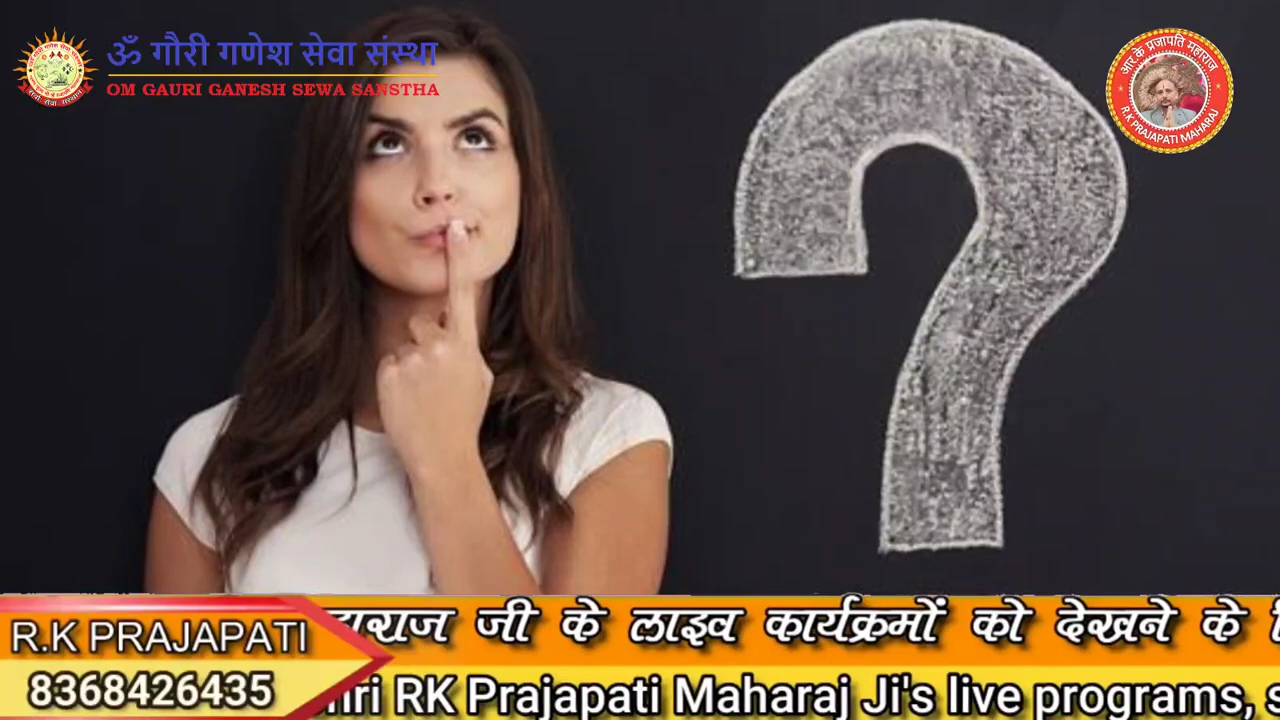 ॐ गौरी गणेश सेवा संस्था
OM GAURI GANESH SEWA SANSTHA
आर.के प्रजापति महाराज
R.K PRAJAPATI MAHARAJ
R.K PRAJAPATI
8368426435
जी के लाइव कार्यक्रमों को देखने के
RK Prajapati Maharaj Ji's live programs,